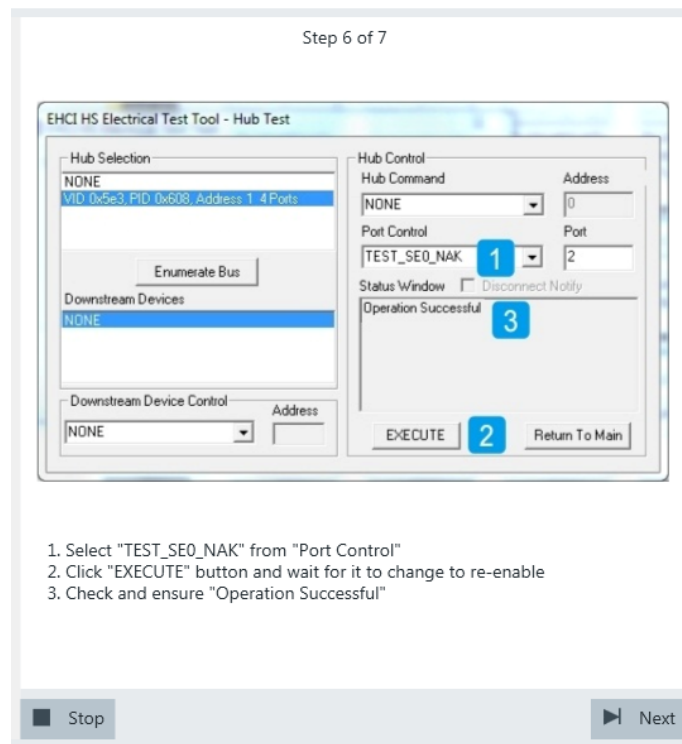 Step 6 of 7
EHCI HS Electrical Test Tool - Hub Test
Hub Selection
NONE
VID 0x5e3, PID 0x608, Address 1 4 Ports
Enumerate Bus
Downstream Devices
NONE
Downstream Device Control
Address
NONE
Hub Control
Hub Command
Address
NONE
0
Port Control
Port
TEST_SE0_NAK
1
2
Status Window
Disconnect Notify
Operation Successful
3
EXECUTE
2
Return To Main
1. Select "TEST_SE0_NAK" from "Port Control"
2. Click "EXECUTE" button and wait for it to change to re-enable
3. Check and ensure "Operation Successful"
Stop
Next